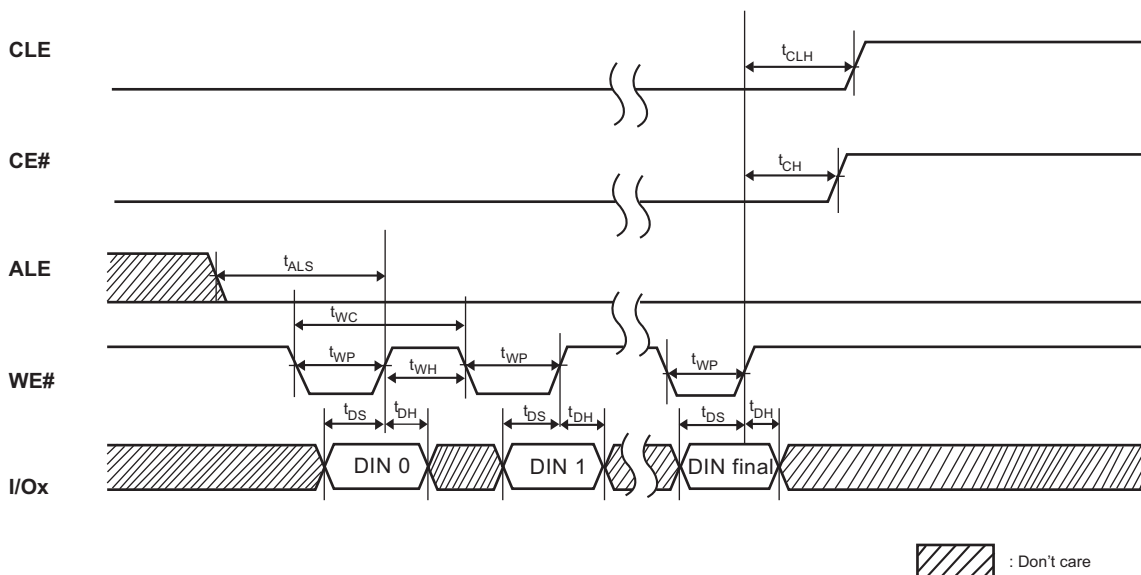 CLE
tCLH
CE#
tCH
ALE
tALS
tWC
WE#
tWP
tWH
tWP
tWP
tDS
tDH
tDS
tDH
tDS
tDH
I/Ox
DIN 0
DIN 1
DIN final
: Don't care